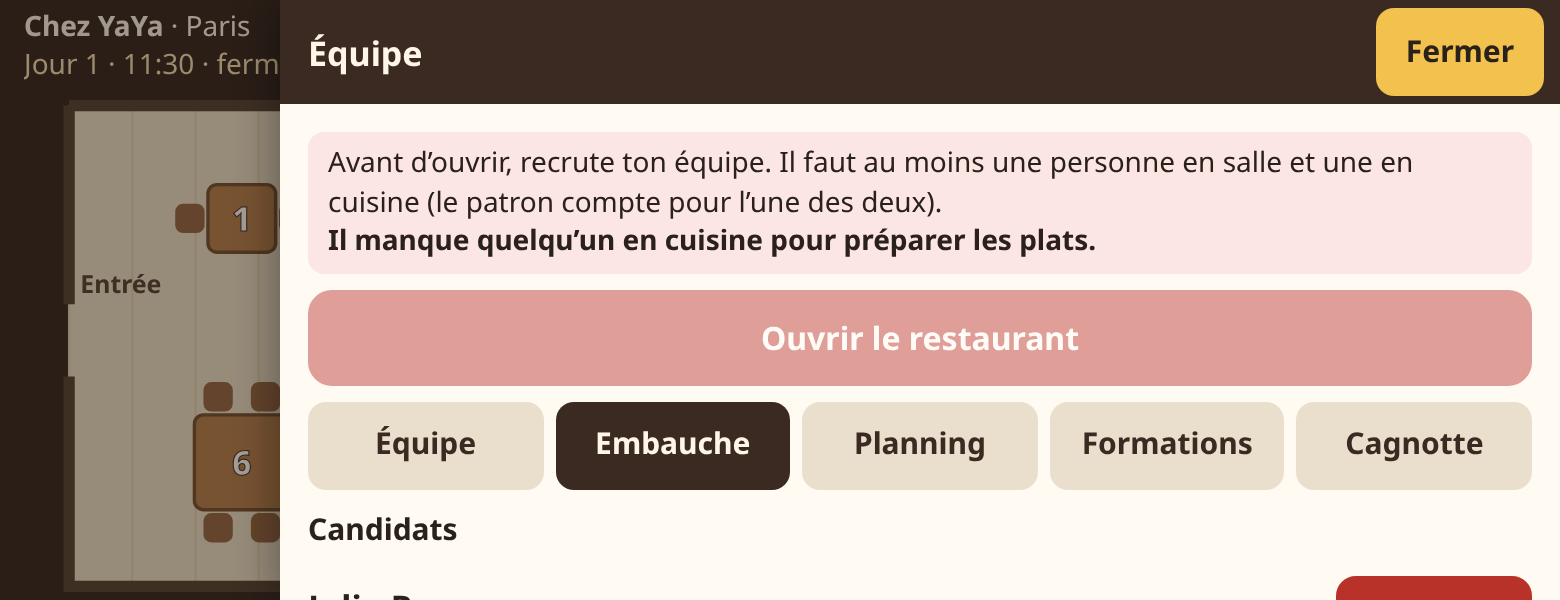 Chez YaYa · Paris
Jour 1 · 11:30 · ferm
Équipe
Fermer
Avant d’ouvrir, recrute ton équipe. Il faut au moins une personne en salle et une en
cuisine (le patron compte pour l’une des deux).
Il manque quelqu’un en cuisine pour préparer les plats.
Ouvrir le restaurant
Équipe
Embauche
Planning
Formations
Cagnotte
Candidats
1
Entrée
6